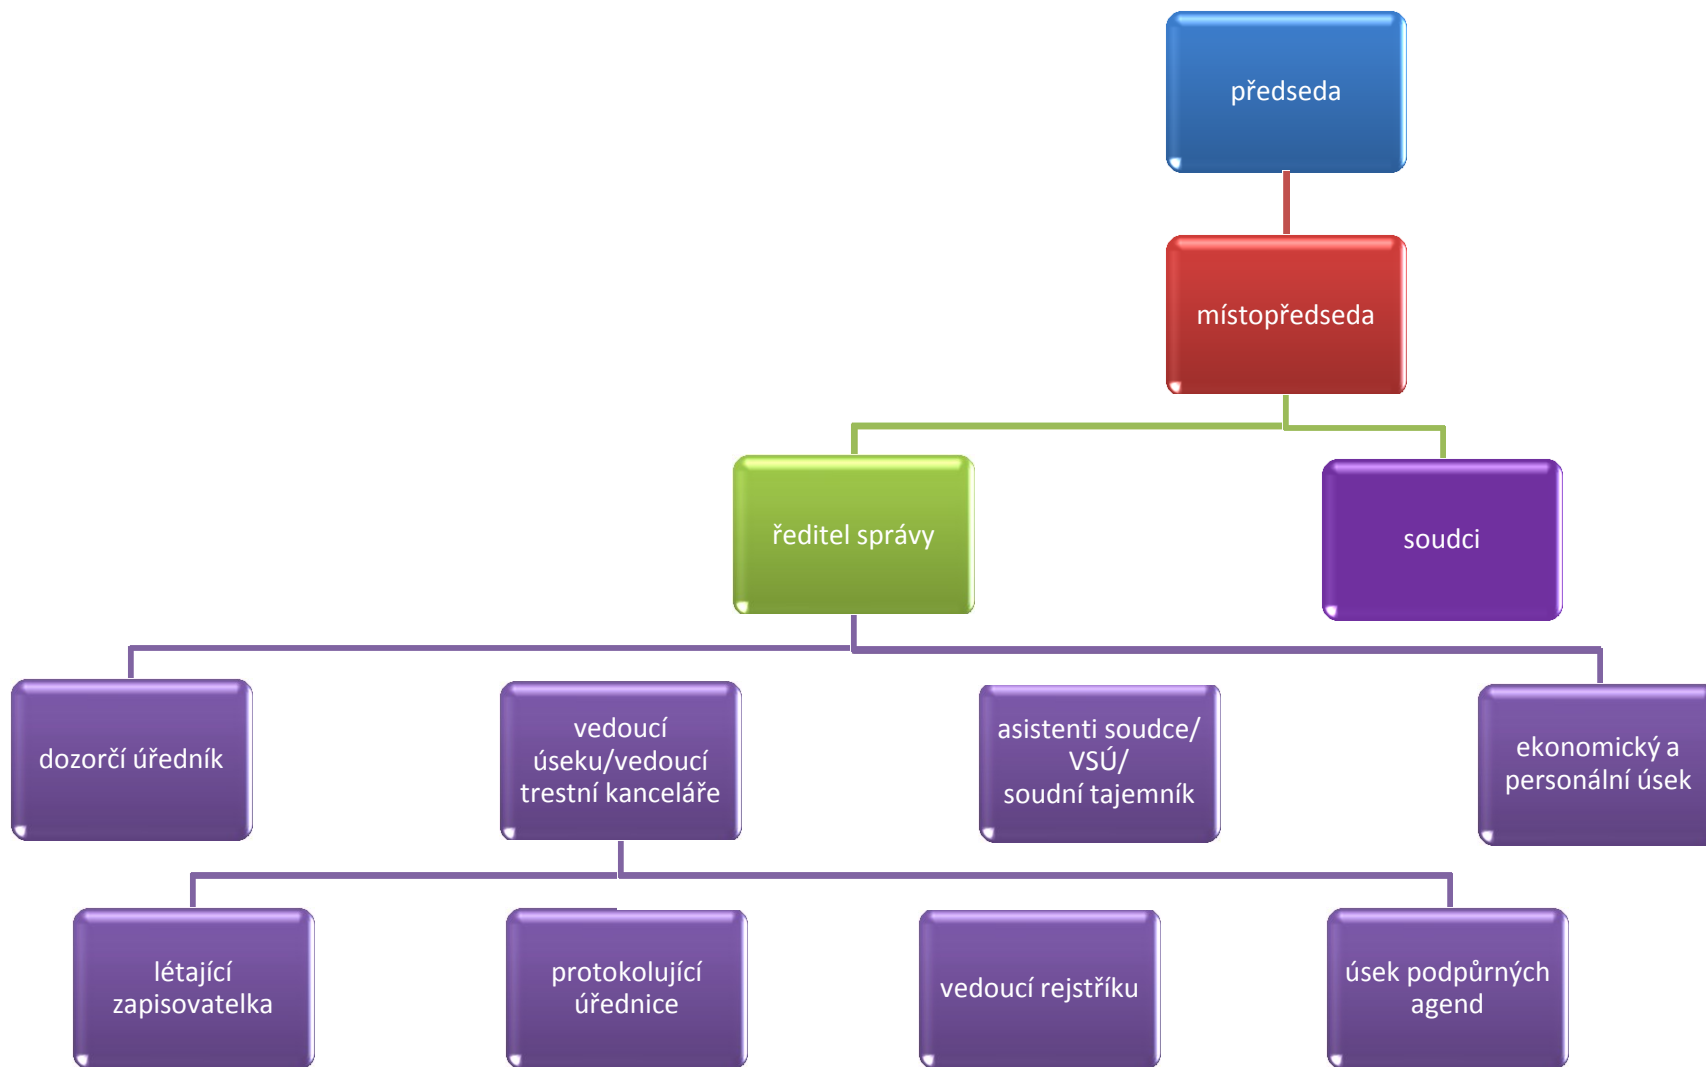 předseda
místopředseda
ředitel správy
soudci
dozorčí úředník
vedoucí
úseku/vedoucí
trestní kanceláře
asistenti soudce/
VSÚ/
soudní tajemník
ekonomický a
personální úsek
létající
zapisovatelka
protokolující
úřednice
vedoucí rejstříku
úsek podpůrných
agend